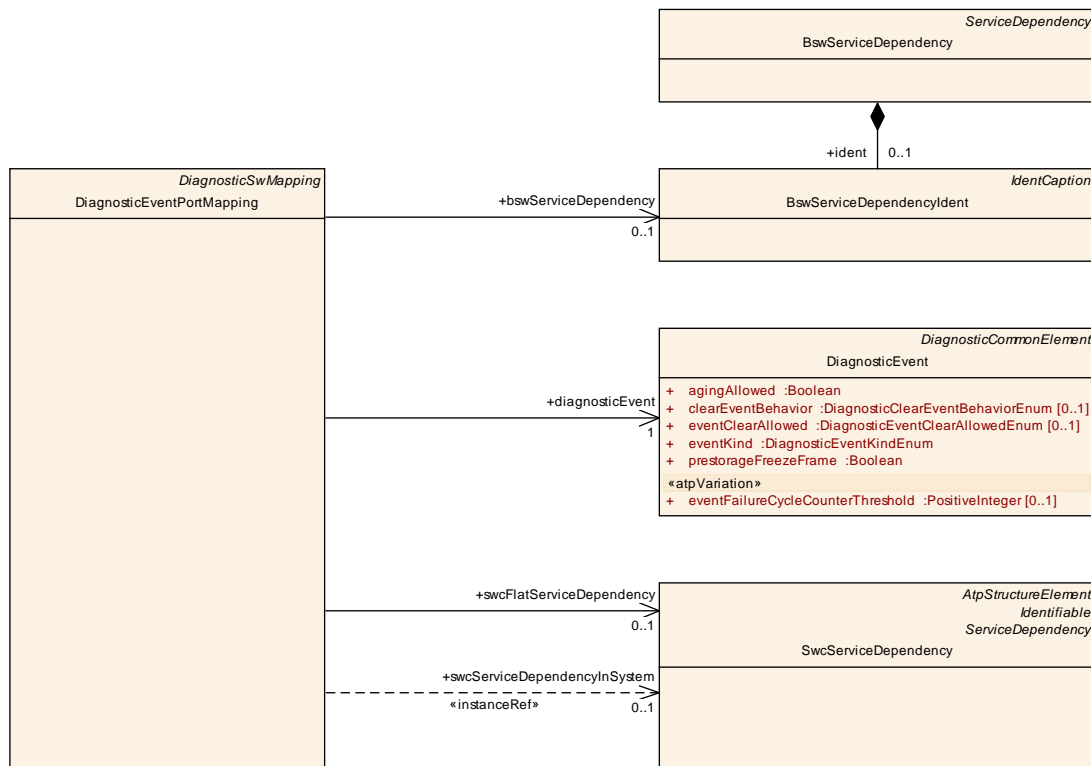 ServiceDependency
BswServiceDependency
+ident 0..1
DiagnosticSwMapping
DiagnosticEventPortMapping
+bswServiceDependency
0..1
IdentCaption
BswServiceDependencyIdent
DiagnosticCommonElement
DiagnosticEvent
+diagnosticEvent
1
+ agingAllowed :Boolean
+ clearEventBehavior :DiagnosticClearEventBehaviorEnum [0..1]
+ eventClearAllowed :DiagnosticEventClearAllowedEnum [0..1]
+ eventKind :DiagnosticEventKindEnum
+ prestorageFreezeFrame :Boolean
«atpVariation»
+ eventFailureCycleCounterThreshold :PositiveInteger [0..1]
+swcFlatServiceDependency
0..1
AtpStructureElement
Identifiable
ServiceDependency
SwcServiceDependency
+swcServiceDependencyInSystem
«instanceRef» 0..1